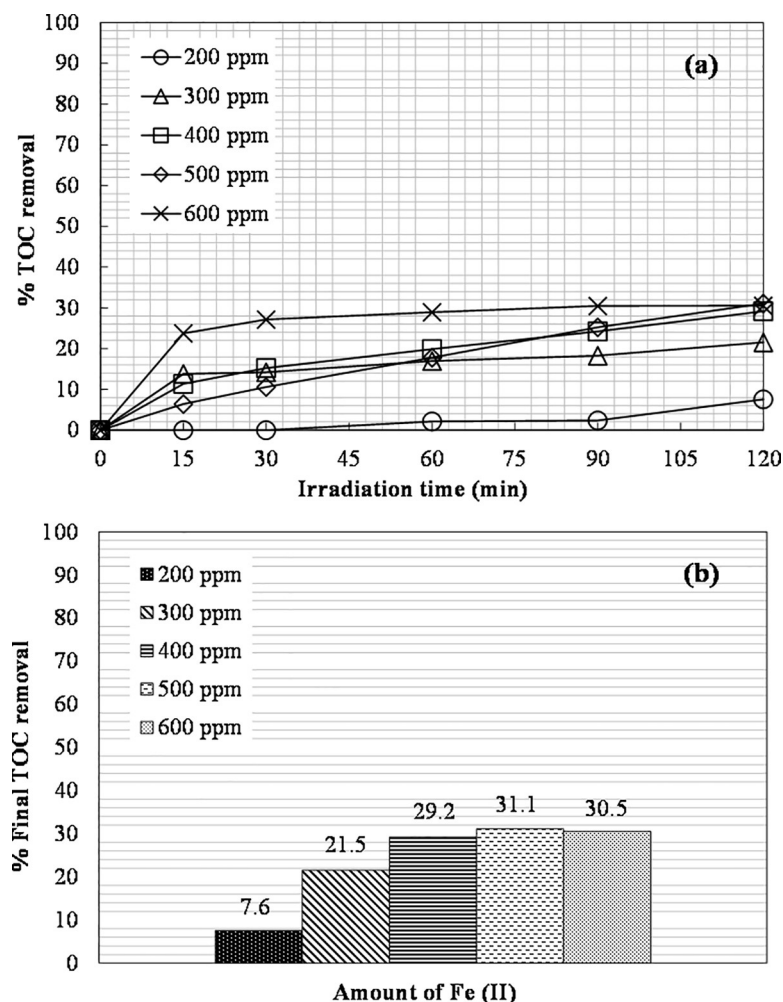 100
90
80
70
60
50
40
30
20
10
0
% TOC removal
(a)
200 ppm
300 ppm
400 ppm
500 ppm
600 ppm
0 15 30 45 60 75 90 105 120
Irradiation time (min)
100
90
80
70
60
50
40
30
20
10
0
% Final TOC removal
(b)
200 ppm
300 ppm
400 ppm
500 ppm
600 ppm
7.6 21.5 29.2 31.1 30.5
Amount of Fe (II)